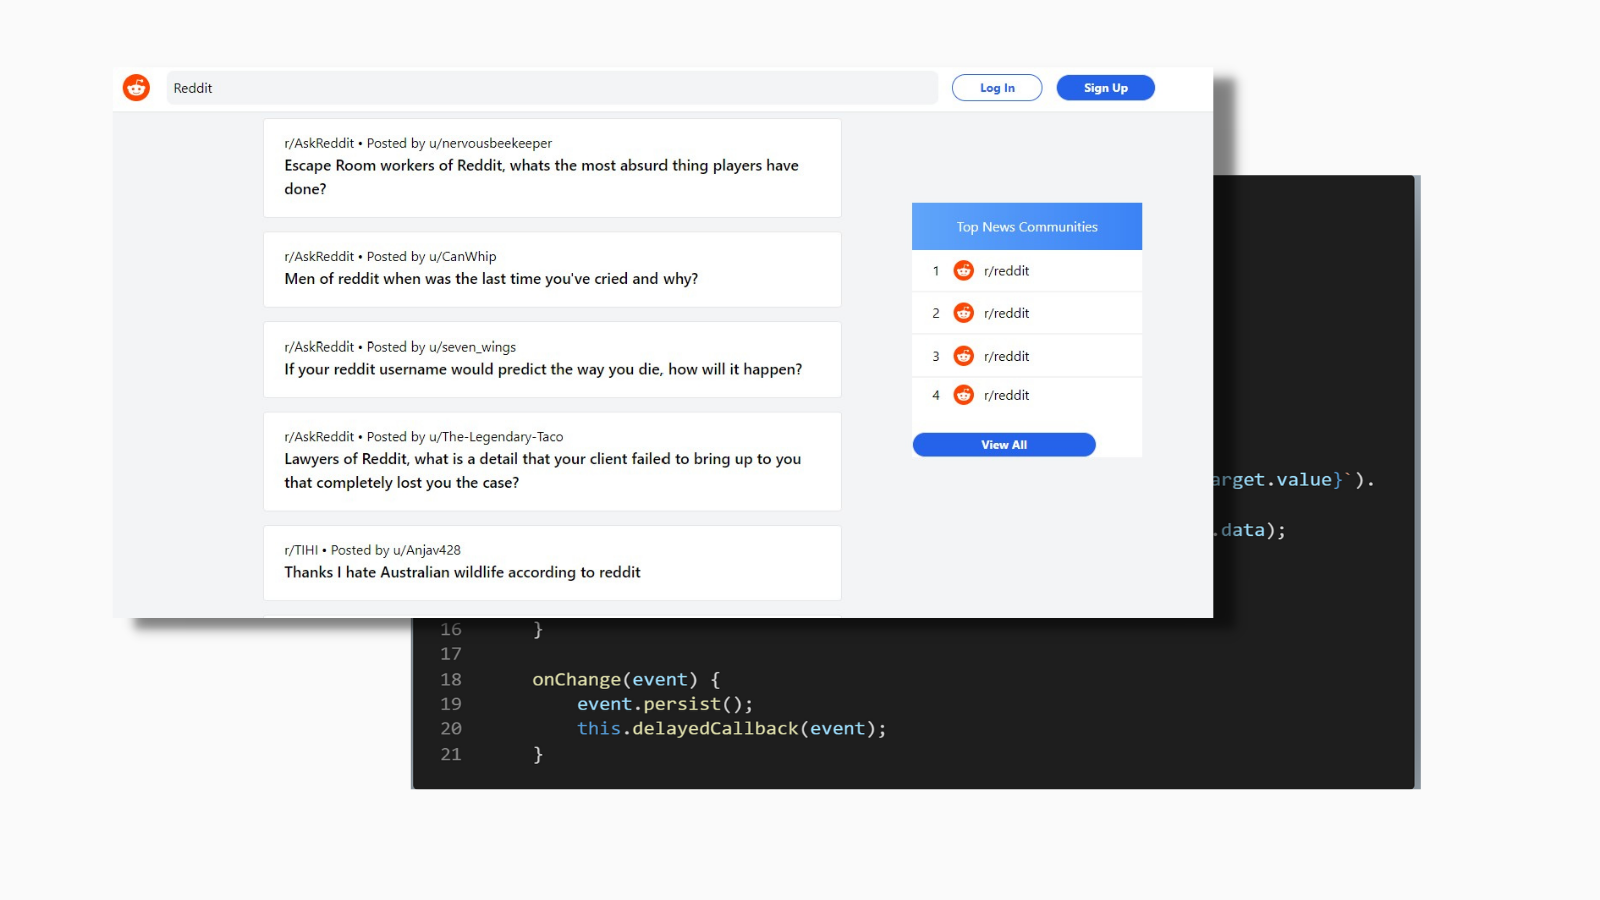 Reddit
Log In
Sign Up
r/AskReddit • Posted by u/nervousbeekeeper
Escape Room workers of Reddit, whats the most absurd thing players have
done?
r/AskReddit • Posted by u/CanWhip
Men of reddit when was the last time you've cried and why?
r/AskReddit • Posted by u/seven_wings
If your reddit username would predict the way you die, how will it happen?
r/AskReddit • Posted by u/The-Legendary-Taco
Lawyers of Reddit, what is a detail that your client failed to bring up to you
that completely lost you the case?
r/TIHI • Posted by u/Anjav428
Thanks I hate Australian wildlife according to reddit
Top News Communities
1 r/reddit
2 r/reddit
3 r/reddit
4 r/reddit
View All
arget.value}`).
.data);
16 }
17
18 onChange(event) {
19 event.persist();
20 this.delayedCallback(event);
21 }